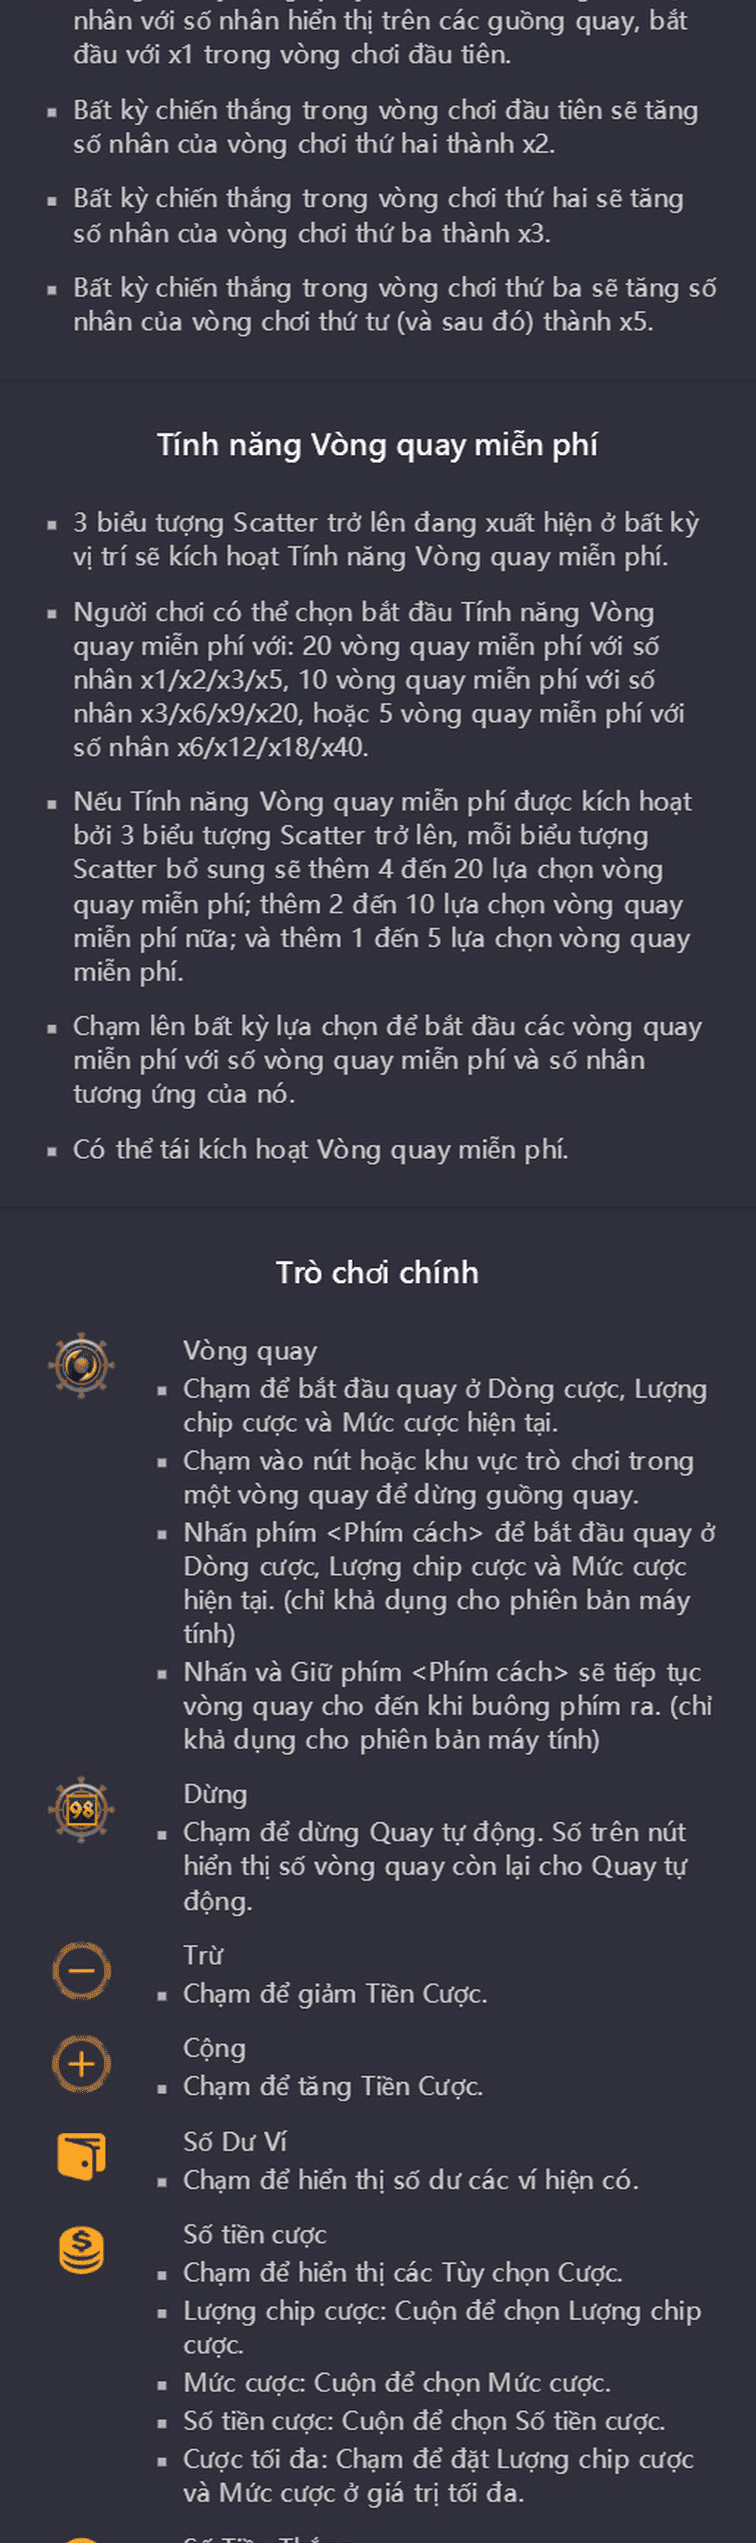 nhân với số nhân hiển thị trên các guồng quay, bắt
đầu với x1 trong vòng chơi đầu tiên.
▪ Bất kỳ chiến thắng trong vòng chơi đầu tiên sẽ tăng
số nhân của vòng chơi thứ hai thành x2.
▪ Bất kỳ chiến thắng trong vòng chơi thứ hai sẽ tăng
số nhân của vòng chơi thứ ba thành x3.
▪ Bất kỳ chiến thắng trong vòng chơi thứ ba sẽ tăng số
nhân của vòng chơi thứ tư (và sau đó) thành x5.
Tính năng Vòng quay miễn phí
▪ 3 biểu tượng Scatter trở lên đang xuất hiện ở bất kỳ
vị trí sẽ kích hoạt Tính năng Vòng quay miễn phí.
▪ Người chơi có thể chọn bắt đầu Tính năng Vòng
quay miễn phí với: 20 vòng quay miễn phí với số
nhân x1/x2/x3/x5, 10 vòng quay miễn phí với số
nhân x3/x6/x9/x20, hoặc 5 vòng quay miễn phí với
số nhân x6/x12/x18/x40.
▪ Nếu Tính năng Vòng quay miễn phí được kích hoạt
bởi 3 biểu tượng Scatter trở lên, mỗi biểu tượng
Scatter bổ sung sẽ thêm 4 đến 20 lựa chọn vòng
quay miễn phí; thêm 2 đến 10 lựa chọn vòng quay
miễn phí nữa; và thêm 1 đến 5 lựa chọn vòng quay
miễn phí.
▪ Chạm lên bất kỳ lựa chọn để bắt đầu các vòng quay
miễn phí với số vòng quay miễn phí và số nhân
tương ứng của nó.
▪ Có thể tái kích hoạt Vòng quay miễn phí.
Trò chơi chính
Vòng quay
▪ Chạm để bắt đầu quay ở Dòng cược, Lượng
chip cược và Mức cược hiện tại.
▪ Chạm vào nút hoặc khu vực trò chơi trong
một vòng quay để dừng guồng quay.
▪ Nhấn phím <Phím cách> để bắt đầu quay ở
Dòng cược, Lượng chip cược và Mức cược
hiện tại. (chỉ khả dụng cho phiên bản máy
tính)
▪ Nhấn và Giữ phím <Phím cách> sẽ tiếp tục
vòng quay cho đến khi buông phím ra. (chỉ
khả dụng cho phiên bản máy tính)
98
Dừng
▪ Chạm để dừng Quay tự động. Số trên nút
hiển thị số vòng quay còn lại cho Quay tự
động.
Trừ
▪ Chạm để giảm Tiền Cược.
Cộng
▪ Chạm để tăng Tiền Cược.
Số Dư Ví
▪ Chạm để hiển thị số dư các ví hiện có.
Số tiền cược
▪ Chạm để hiển thị các Tùy chọn Cược.
▪ Lượng chip cược: Cuộn để chọn Lượng chip
cược.
▪ Mức cược: Cuộn để chọn Mức cược.
▪ Số tiền cược: Cuộn để chọn Số tiền cược.
▪ Cược tối đa: Chạm để đặt Lượng chip cược
và Mức cược ở giá trị tối đa.